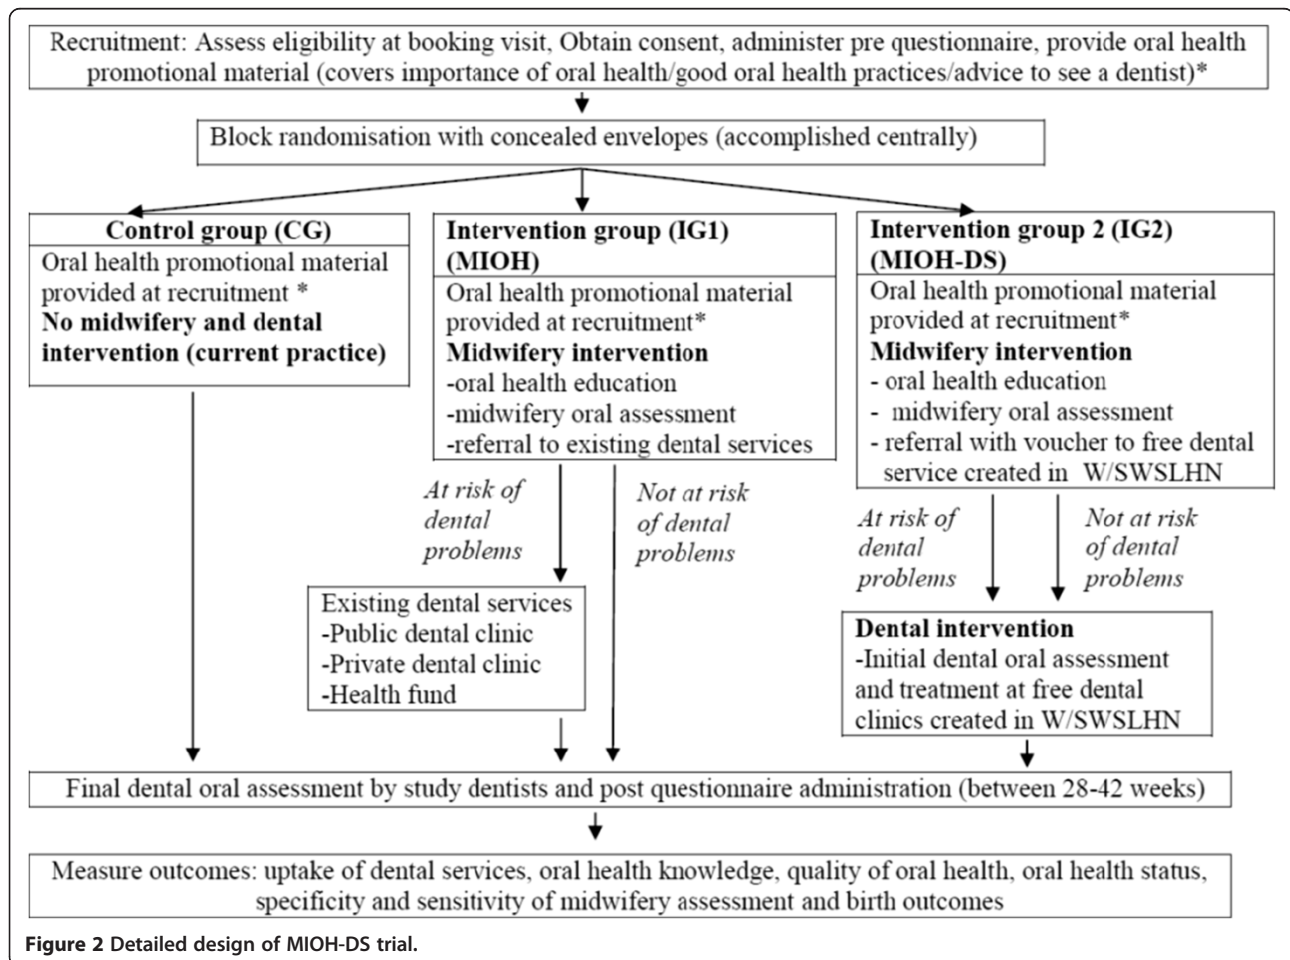 Recruitment: Assess eligibility at booking visit, Obtain consent, administer pre questionnaire, provide oral health
promotional material (covers importance of oral health/good oral health practices/advice to see a dentist)*
Block randomisation with concealed envelopes (accomplished centrally)
Control group (CG)
Oral health promotional material
provided at recruitment *
No midwifery and dental
intervention (current practice)
Intervention group (IG1)
(MIOH)
Oral health promotional material
provided at recruitment*
Midwifery intervention
-oral health education
-midwifery oral assessment
-referral to existing dental services
Intervention group 2 (IG2)
(MIOH-DS)
Oral health promotional material
provided at recruitment*
Midwifery intervention
- oral health education
- midwifery oral assessment
- referral with voucher to free dental
service created in W/SWSLHN
At risk of
dental
problems
Not at risk
of dental
problems
At risk of
dental
problems
Not at risk
of dental
problems
Existing dental services
-Public dental clinic
-Private dental clinic
-Health fund
Dental intervention
-Initial dental oral assessment
and treatment at free dental
clinics created in W/SWSLHN
Final dental oral assessment by study dentists and post questionnaire administration (between 28-42 weeks)
Measure outcomes: uptake of dental services, oral health knowledge, quality of oral health, oral health status,
specificity and sensitivity of midwifery assessment and birth outcomes
Figure 2 Detailed design of MIOH-DS trial.